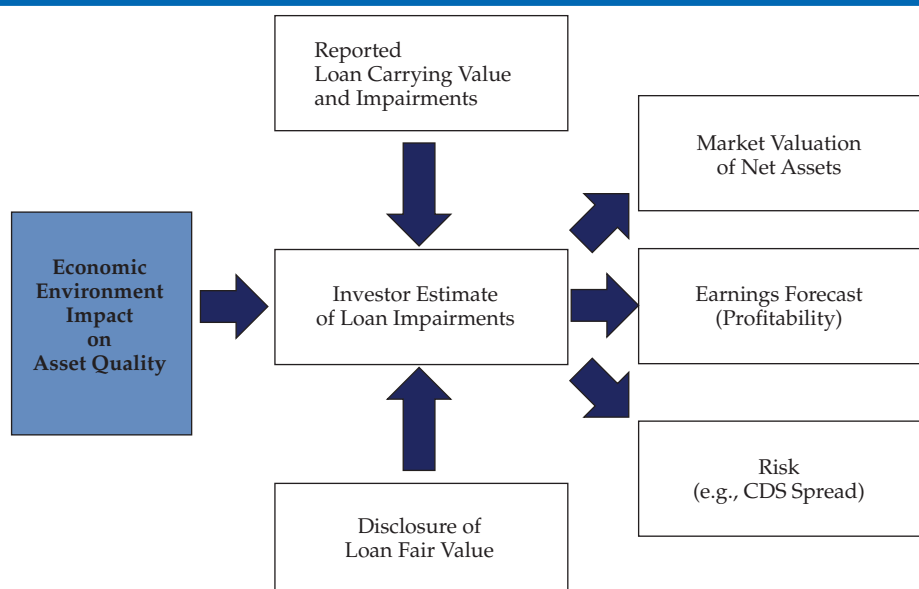 Reported
Loan Carrying Value
and Impairments
Market Valuation
of Net Assets
Economic
Environment
Impact
on
Asset Quality
Investor Estimate
of Loan Impairments
Earnings Forecast
(Profitability)
Risk
(e.g., CDS Spread)
Disclosure of
Loan Fair Value